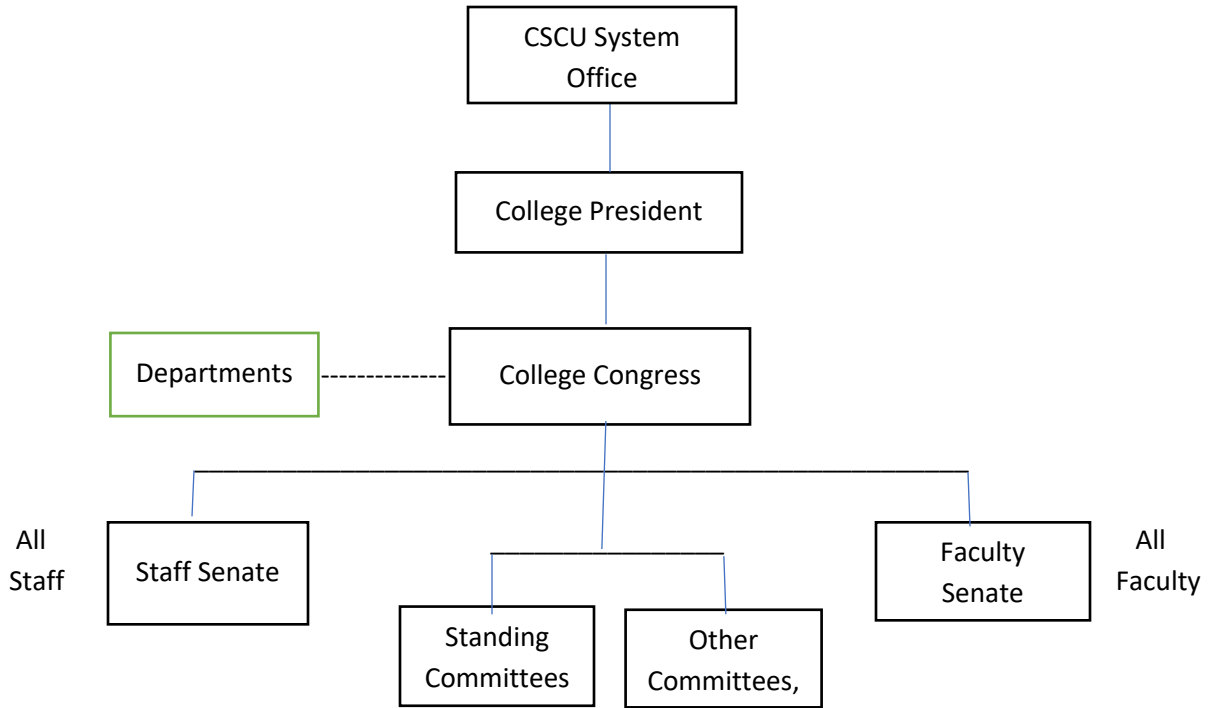 CSCU System
Office
College President
Departments
College Congress
All
Staff
Staff Senate
Faculty
Senate
All
Faculty
Standing
Committees
Other
Committees,